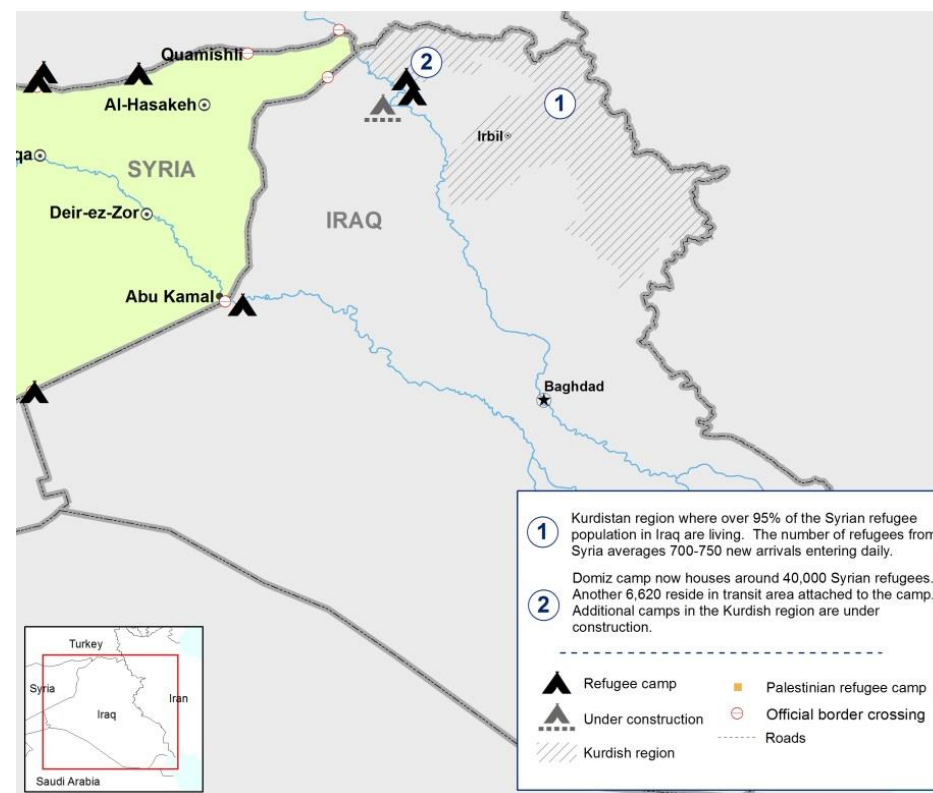 Quamishli
2
Al-Hasakeh
1
Irbil
qa
SYRIA
Deir-ez-Zor
IRAQ
Abu Kamal
Baghdad
1
Kurdistan region where over 95% of the Syrian refugee
population in Iraq are living. The number of refugees from
Syria averages 700-750 new arrivals entering daily.
2
Domiz camp now houses around 40,000 Syrian refugees.
Another 6,620 reside in transit area attached to the camp.
Additional camps in the Kurdish region are under
construction.
Refugee camp
Palestinian refugee camp
Under construction
Official border crossing
Roads
Kurdish region
Turkey
Syria
Iran
Iraq
Saudi Arabia